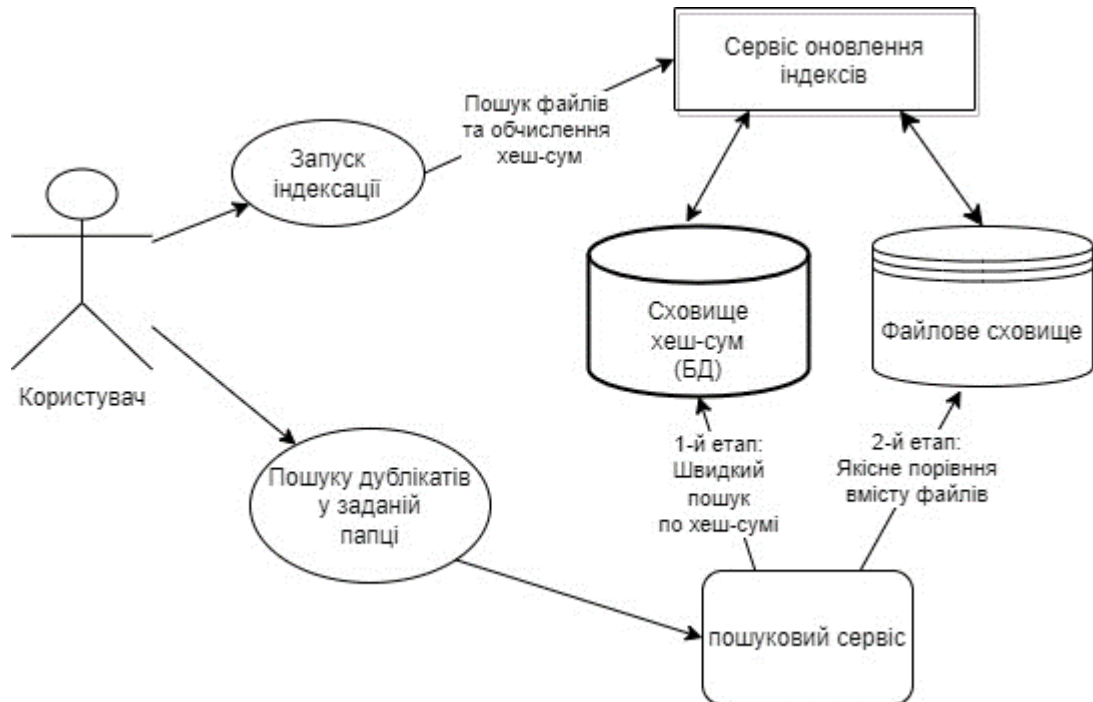 Сервіс оновлення
індексів
Пошук файлів
та обчислення
хеш-сум
Запуск
індексації
Користувач
Сховище
хеш-сум
(БД)
Файлове сховище
1-й етап:
Швидкий
пошук
по хеш-сумі
2-й етап:
Якісне порівння
вмісту файлів
Пошуку дублікатів
у заданій
папці
пошуковий сервіс